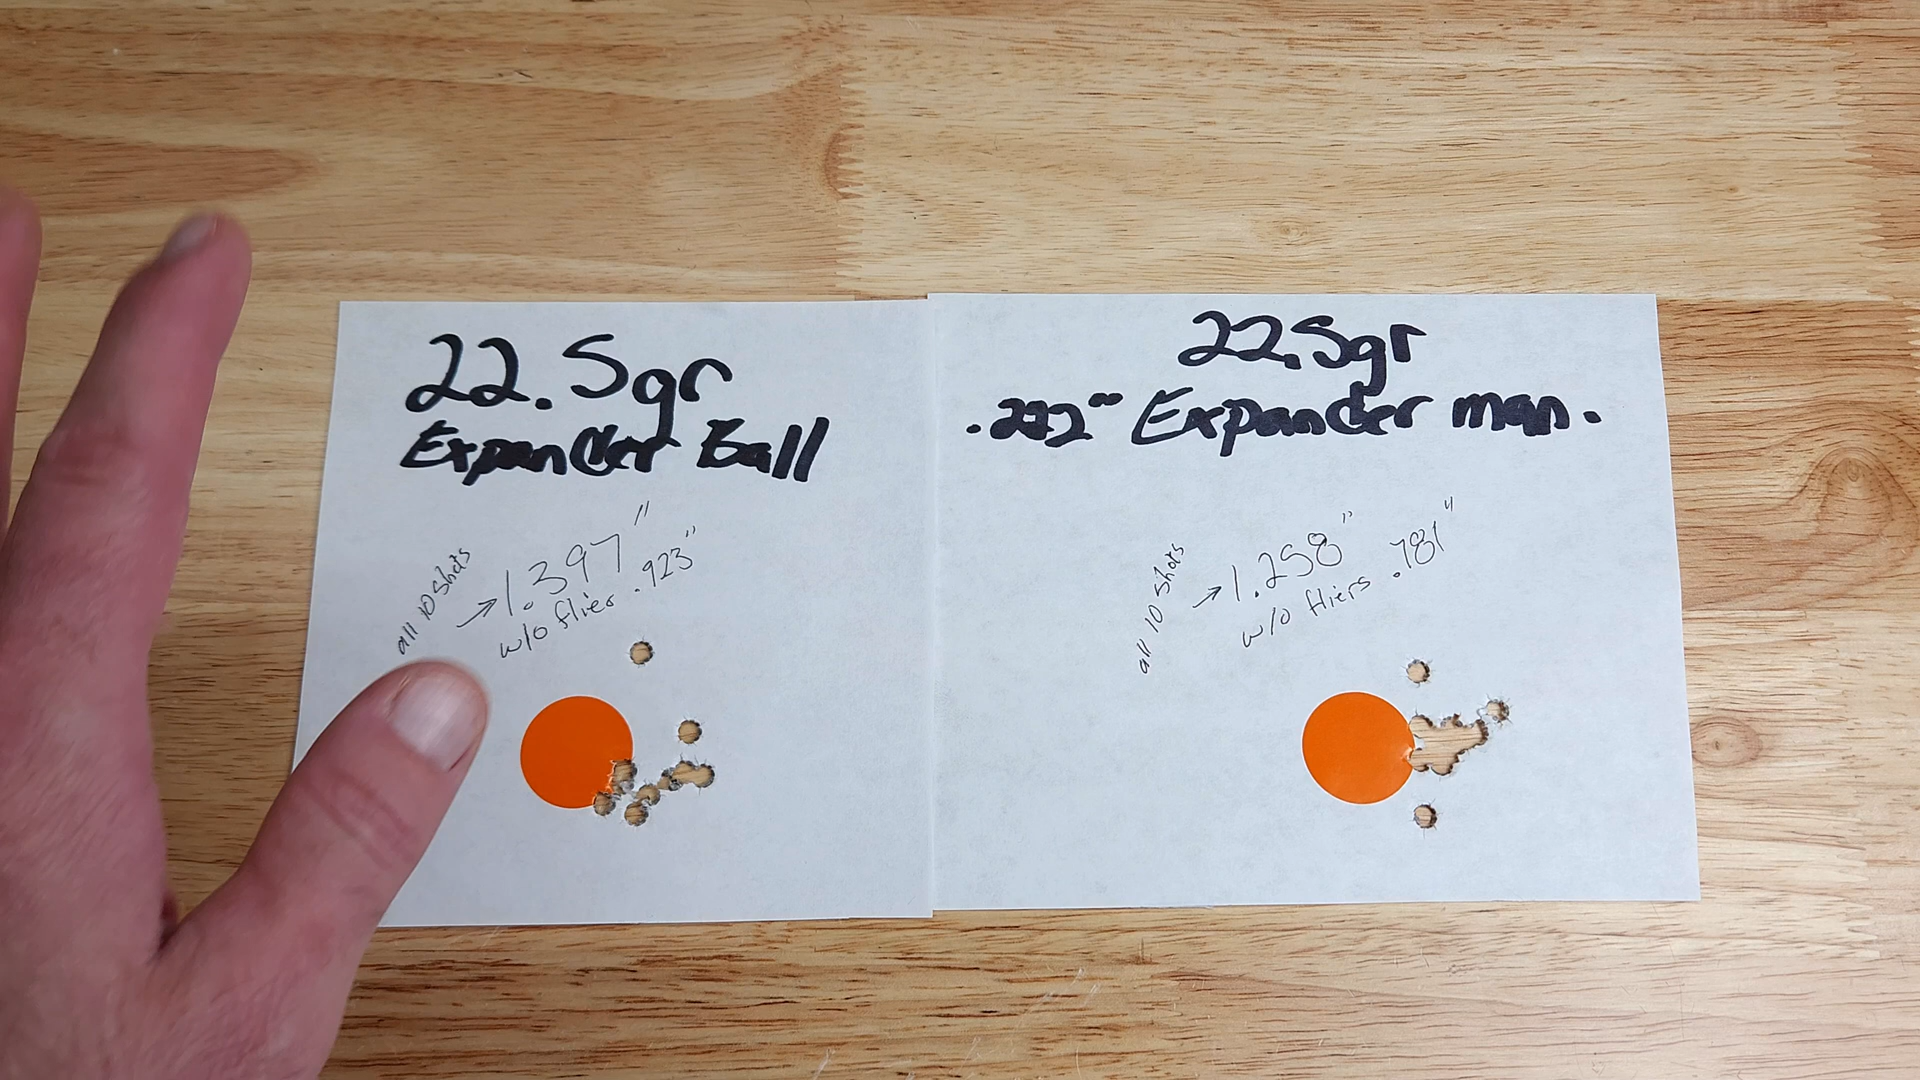 22.5gr
Expander Ball
all 10 shots
→ 1.397"
w/o flier .923"
22.5gr
.222" Expander man.
all 10 shots
→ 1.258"
w/o fliers .781"